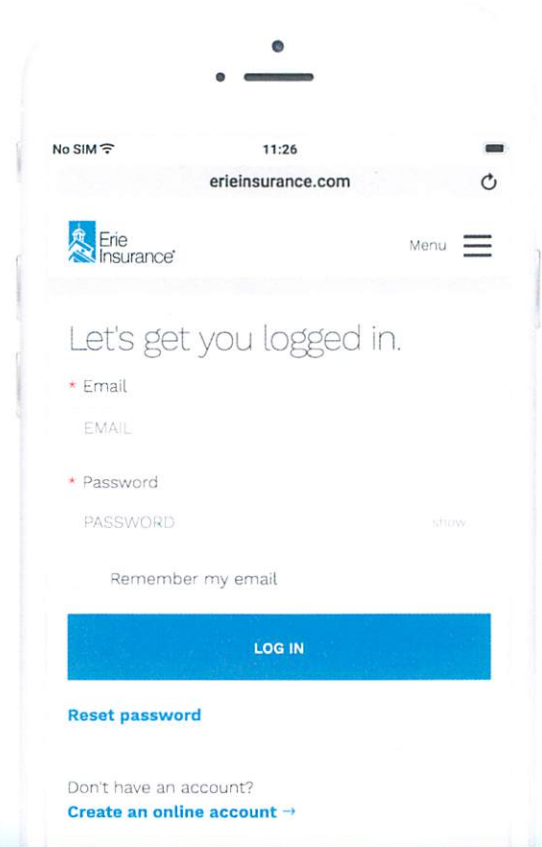 No SIM 11:26
erieinsurance.com
Erie
Insurance®
Menu
Let's get you logged in.
* Email
EMAIL
* Password
PASSWORD show
Remember my email
LOG IN
Reset password
Don't have an account?
Create an online account →